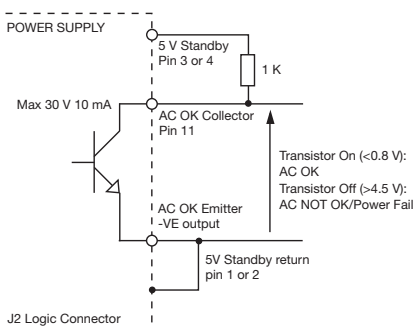 POWER SUPPLY
5 V Standby
Pin 3 or 4
1 K
Max 30 V 10 mA
AC OK Collector
Pin 11
Transistor On (<0.8 V):
AC OK
Transistor Off (>4.5 V):
AC NOT OK/Power Fail
AC OK Emitter
-VE output
5V Standby return
pin 1 or 2
J2 Logic Connector